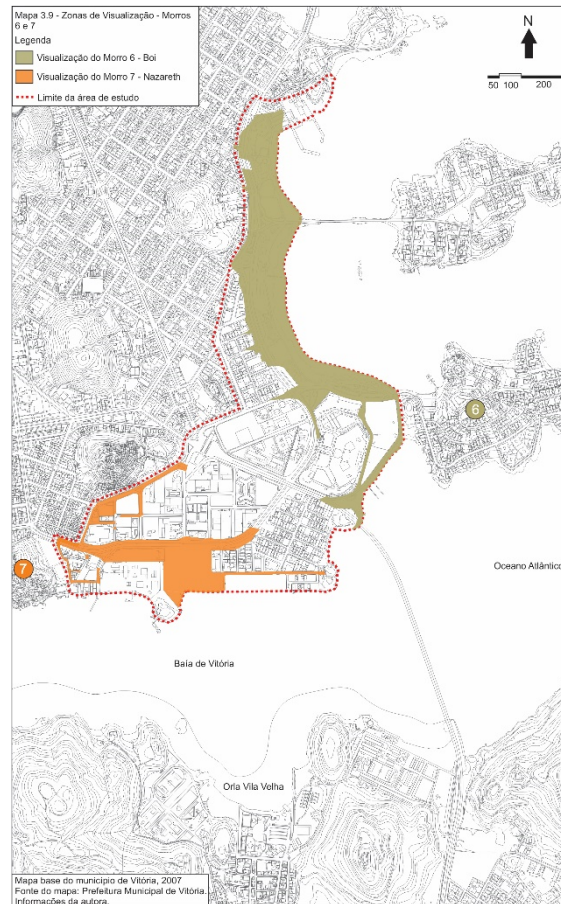 Mapa 3.9 - Zonas de Visualização - Morros
6 e 7
Legenda
Visualização do Morro 6 - Boi
Visualização do Morro 7 - Nazareth
Limite da área de estudo
N
50 100 200
6
7
Oceano Atlântico
Baía de Vitória
Orla Vila Velha
Mapa base do município de Vitória, 2007
Fonte do mapa: Prefeitura Municipal de Vitória.
Informações da autora.